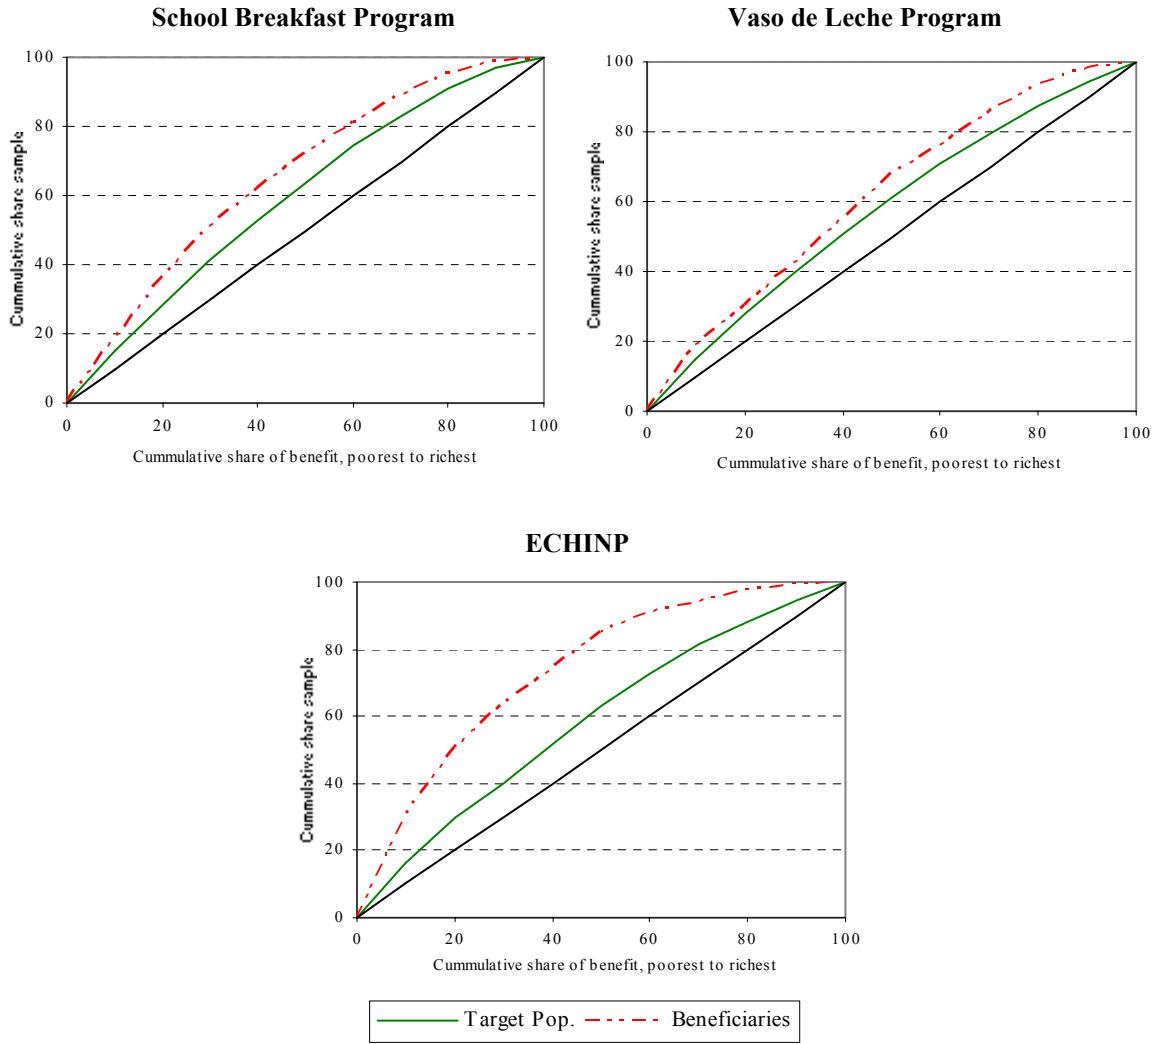 School Breakfast Program
Vaso de Leche Program
100
80
60
40
20
0
Cummulative share sample
0 20 40 60 80 100
Cummulative share of benefit, poorest to richest
100
80
60
40
20
0
Cummulative share sample
0 20 40 60 80 100
Cummulative share of benefit, poorest to richest
ECHINP
100
80
60
40
20
0
Cummulative share sample
0 20 40 60 80 100
Cummulative share of benefit, poorest to richest
Target Pop. Beneficiaries